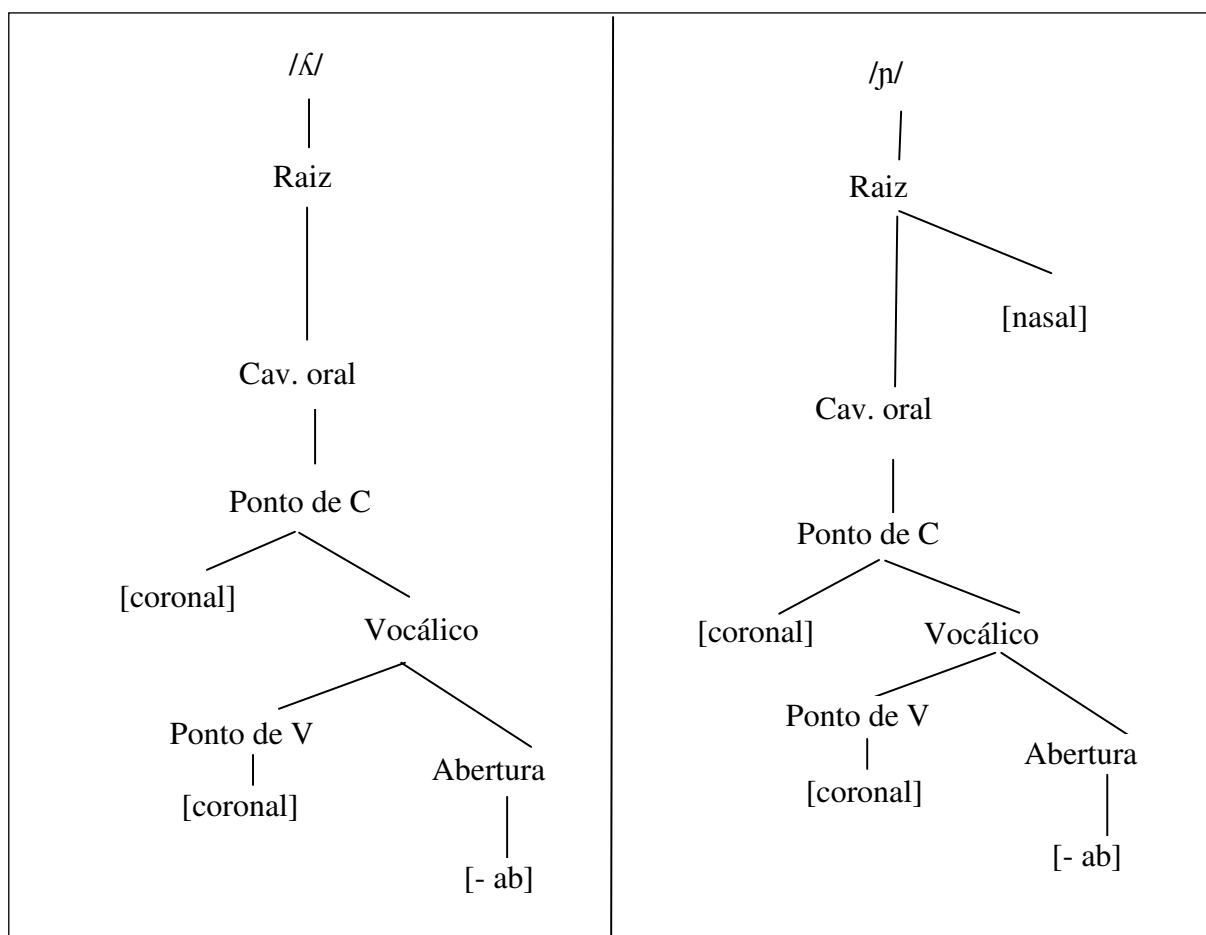 /ʎ/
Raiz
Cav. oral
Ponto de C
[coronal]
Vocálico
Ponto de V
Abertura
[coronal]
[- ab]
/ɲ/
Raiz
[nasal]
Cav. oral
Ponto de C
[coronal]
Vocálico
Ponto de V
Abertura
[coronal]
[- ab]